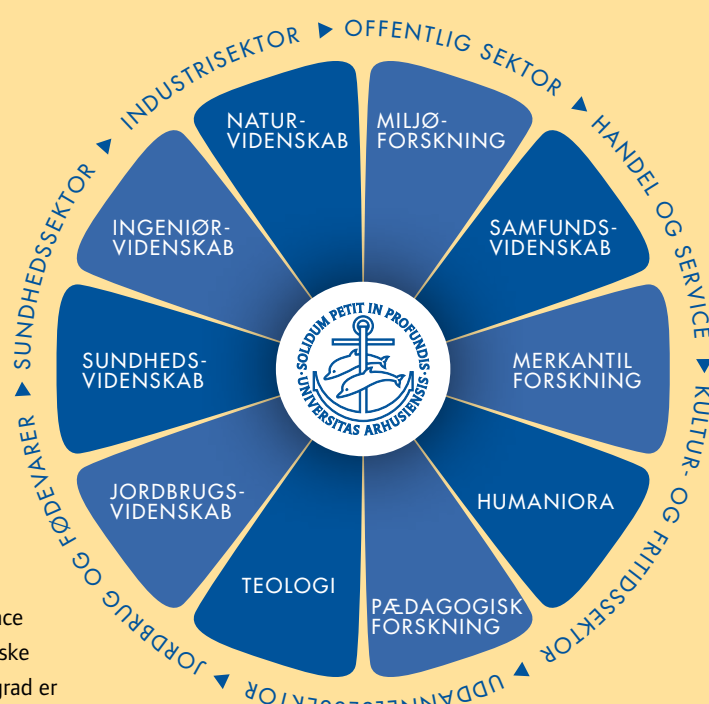 INDUSTRISEKTOR
OFFENTLIG SEKTOR
HANDEL OG SERVICE
KULTUR- OG FRITIDSSEKTOR
UDDANNELSESSEKTOR
JORDBRUG OG FØDEVARER
SUNDHEDSSEKTOR
NATUR-
VIDENSKAB
MILJØ-
FORSKNING
SAMFUNDS-
VIDENSKAB
MERKANTIL
FORSKNING
HUMANIORA
PÆDAGOGISK
FORSKNING
TEOLOGI
JORDBRUGS-
VIDENSKAB
SUNDHEDS-
VIDENSKAB
INGENIØR-
VIDENSKAB
SOLIDUM PETIT IN PROFUNDIS
UNIVERSITAS ARHUSIENSIS
grad er